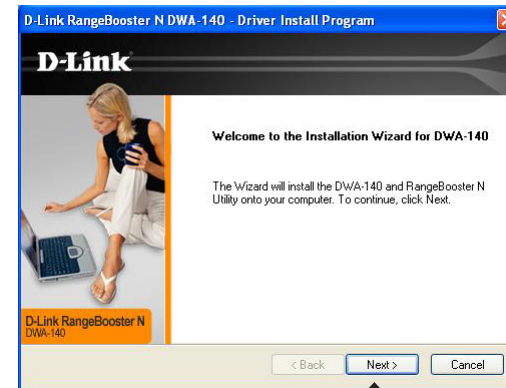 D-Link RangeBooster N DWA-140 - Driver Install Program
D-Link
Welcome to the Installation Wizard for DWA-140
The Wizard will install the DWA-140 and RangeBooster N
Utility onto your computer. To continue, click Next.
D-Link RangeBooster N
DWA-140
< Back
Next >
Cancel